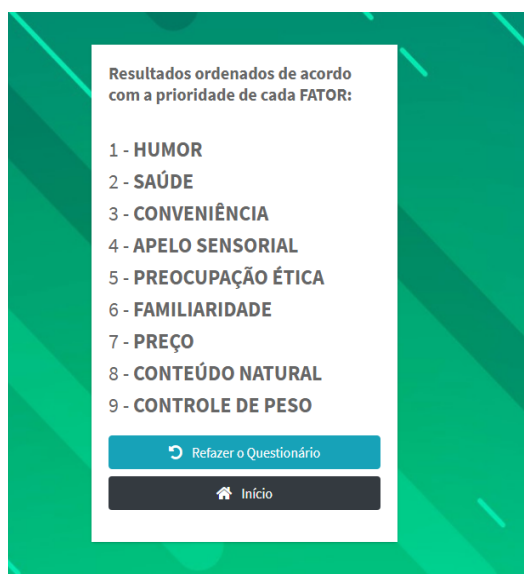 Resultados ordenados de acordo
com a prioridade de cada FATOR:
1 - HUMOR
2 - SAÚDE
3 - CONVENIÊNCIA
4 - APELO SENSORIAL
5 - PREOCUPAÇÃO ÉTICA
6 - FAMILIARIDADE
7 - PREÇO
8 - CONTEÚDO NATURAL
9 - CONTROLE DE PESO
Refazer o Questionário
Início